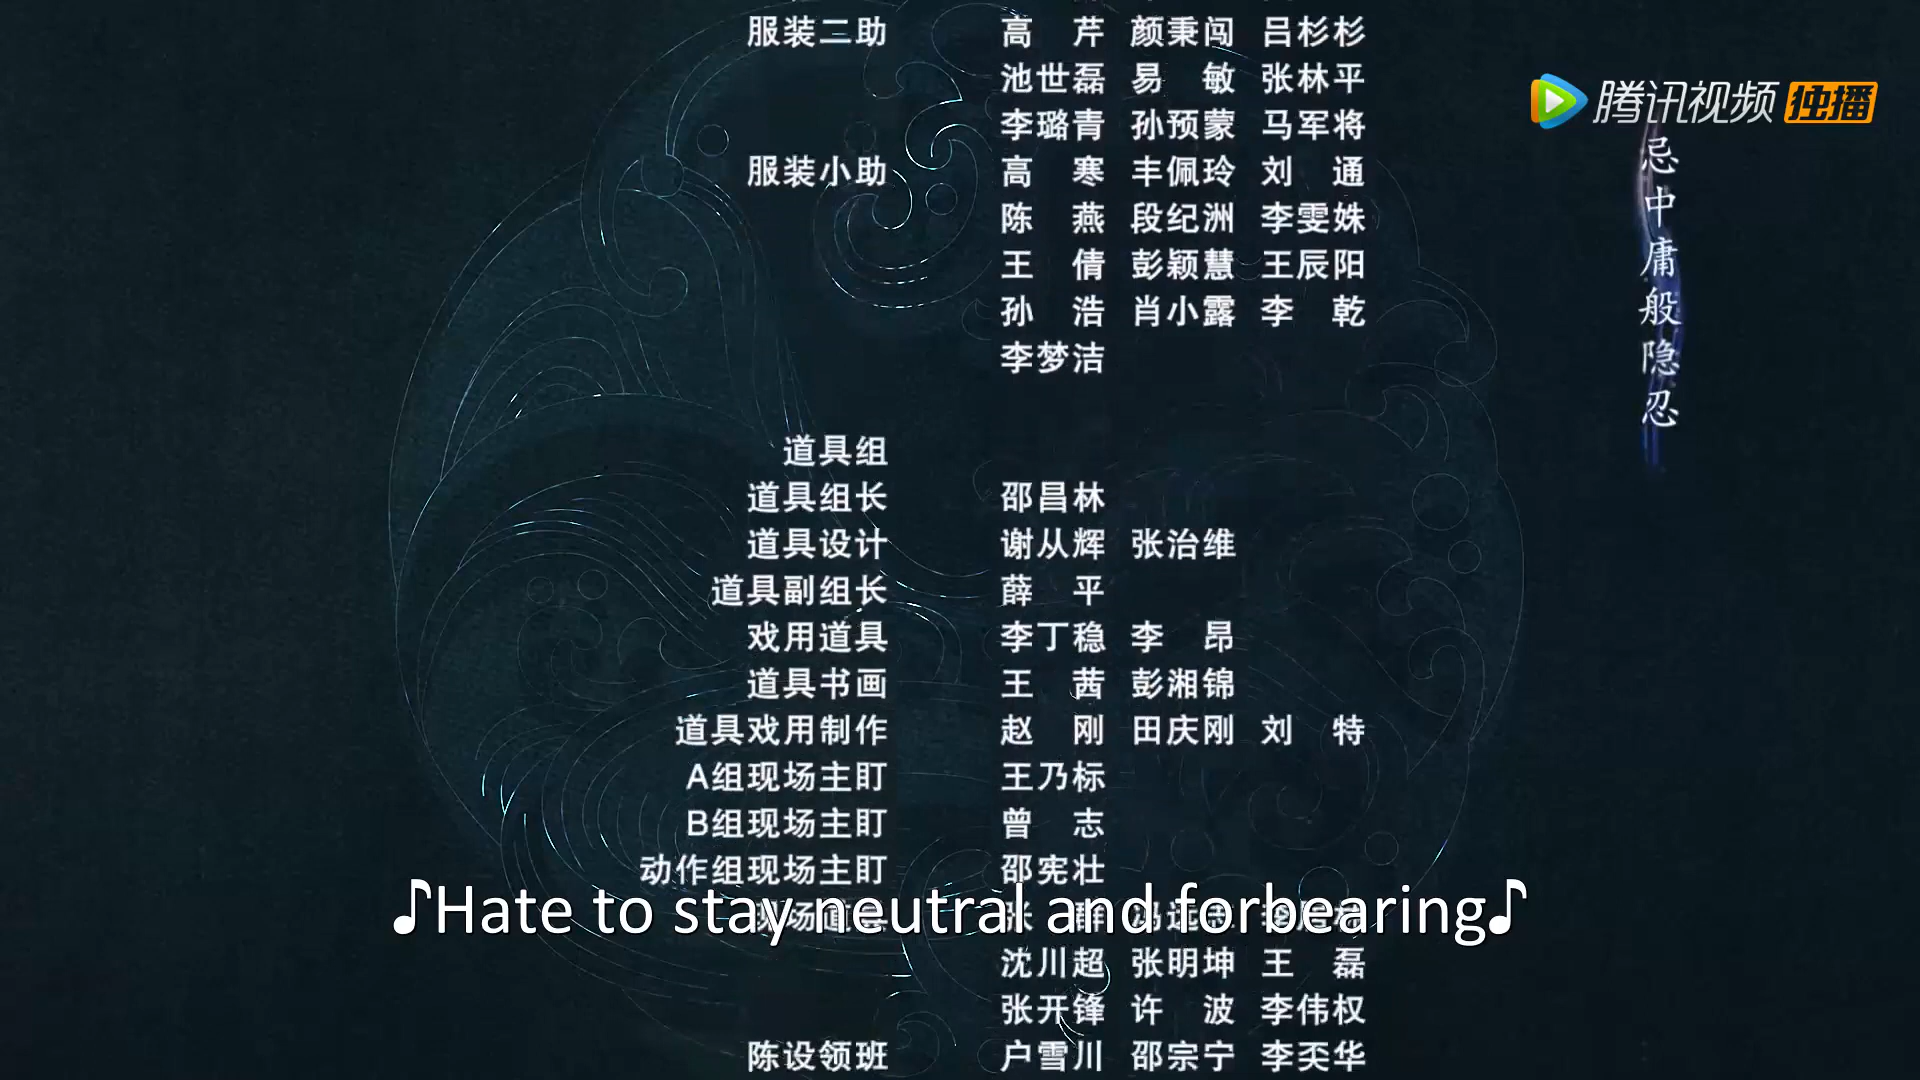 服装二助 高 芹 颜秉闯 吕杉杉
池世磊 易 敏 张林平
李璐青 孙预蒙 马军将
服装小助 高 寒 丰佩玲 刘 通
陈 燕 段纪洲 李雯姝
王 倩 彭颖慧 王辰阳
孙 浩 肖小露 李 乾
李梦洁
道具组
道具组长 邵昌林
道具设计 谢从辉 张治维
道具副组长 薛 平
戏用道具 李丁稳 李 昂
道具书画 王 茜 彭湘锦
道具戏用制作 赵 刚 田庆刚 刘 特
A组现场主盯 王乃标
B组现场主盯 曾 志
动作组现场主盯 邵宪壮
现场道具 张 群
♪Hate to stay neutral and forbearing♪
沈川超 张明坤 王 磊
张开锋 许 波 李伟权
陈设领班 户雪川 邵宗宁 李奕华
腾讯视频 独播
忌中庸般隐忍